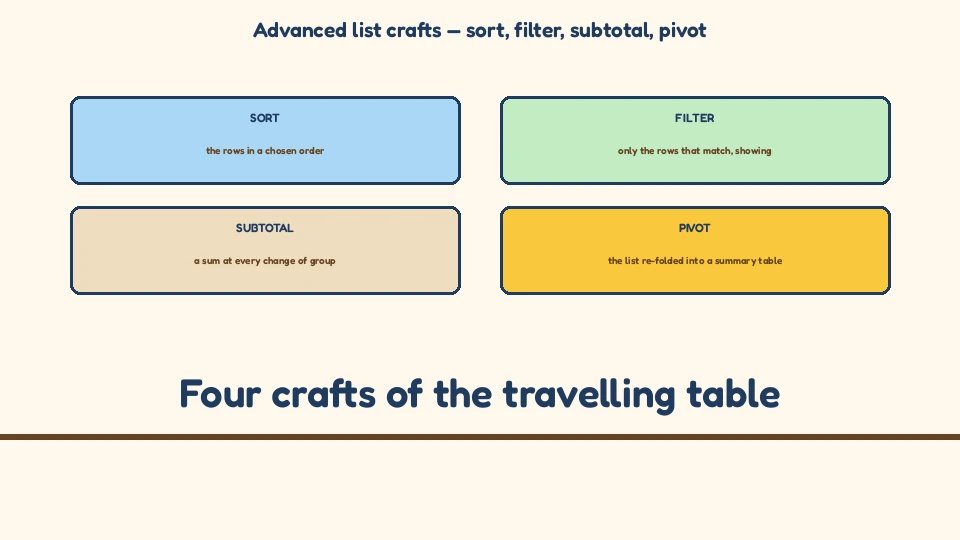 Advanced list crafts — sort, filter, subtotal, pivot
SORT
the rows in a chosen order
FILTER
only the rows that match, showing
SUBTOTAL
a sum at every change of group
PIVOT
the list re-folded into a summary table
Four crafts of the travelling table